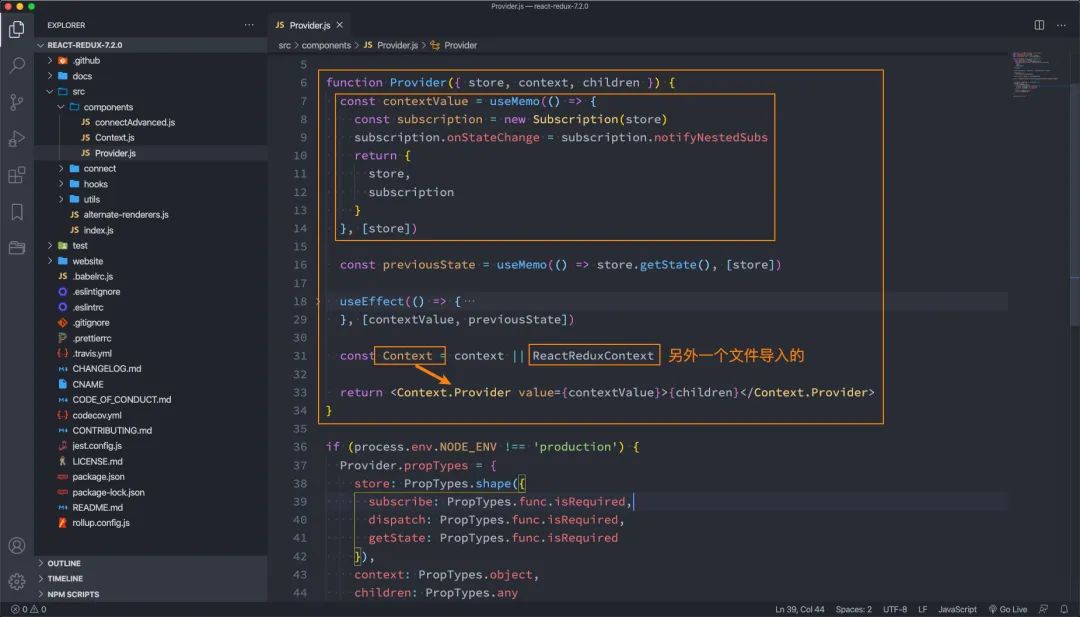 Provider.js — react-redux-7.2.0
EXPLORER
REACT-REDUX-7.2.0
.github
docs
src
components
JS connectAdvanced.js
JS Context.js
JS Provider.js
connect
hooks
utils
JS alternate-renderers.js
JS index.js
test
website
JS .babelrc.js
.eslintignore
.eslintrc
.gitignore
.prettierrc
.travis.yml
CHANGELOG.md
CNAME
CODE_OF_CONDUCT.md
codecov.yml
CONTRIBUTING.md
jest.config.js
LICENSE.md
package.json
package-lock.json
README.md
rollup.config.js
OUTLINE
TIMELINE
NPM SCRIPTS
JS Provider.js ×
src > components > JS Provider.js > Provider
5
6 function Provider({ store, context, children }) {
7 const contextValue = useMemo(() => {
8 const subscription = new Subscription(store)
9 subscription.onStateChange = subscription.notifyNestedSubs
10 return {
11 store,
12 subscription
13 }
14 }, [store])
15
16 const previousState = useMemo(() => store.getState(), [store])
17
18 useEffect(() => {…
29 }, [contextValue, previousState])
30
31 const Context = context || ReactReduxContext 另外一个文件导入的
32
33 return <Context.Provider value={contextValue}>{children}</Context.Provider>
34 }
35
36 if (process.env.NODE_ENV !== 'production') {
37 Provider.propTypes = {
38 store: PropTypes.shape({
39 subscribe: PropTypes.func.isRequired,
40 dispatch: PropTypes.func.isRequired,
41 getState: PropTypes.func.isRequired
42 }),
43 context: PropTypes.object,
44 children: PropTypes.any
0 0
Ln 39, Col 44 Spaces: 2 UTF-8 LF JavaScript Go Live